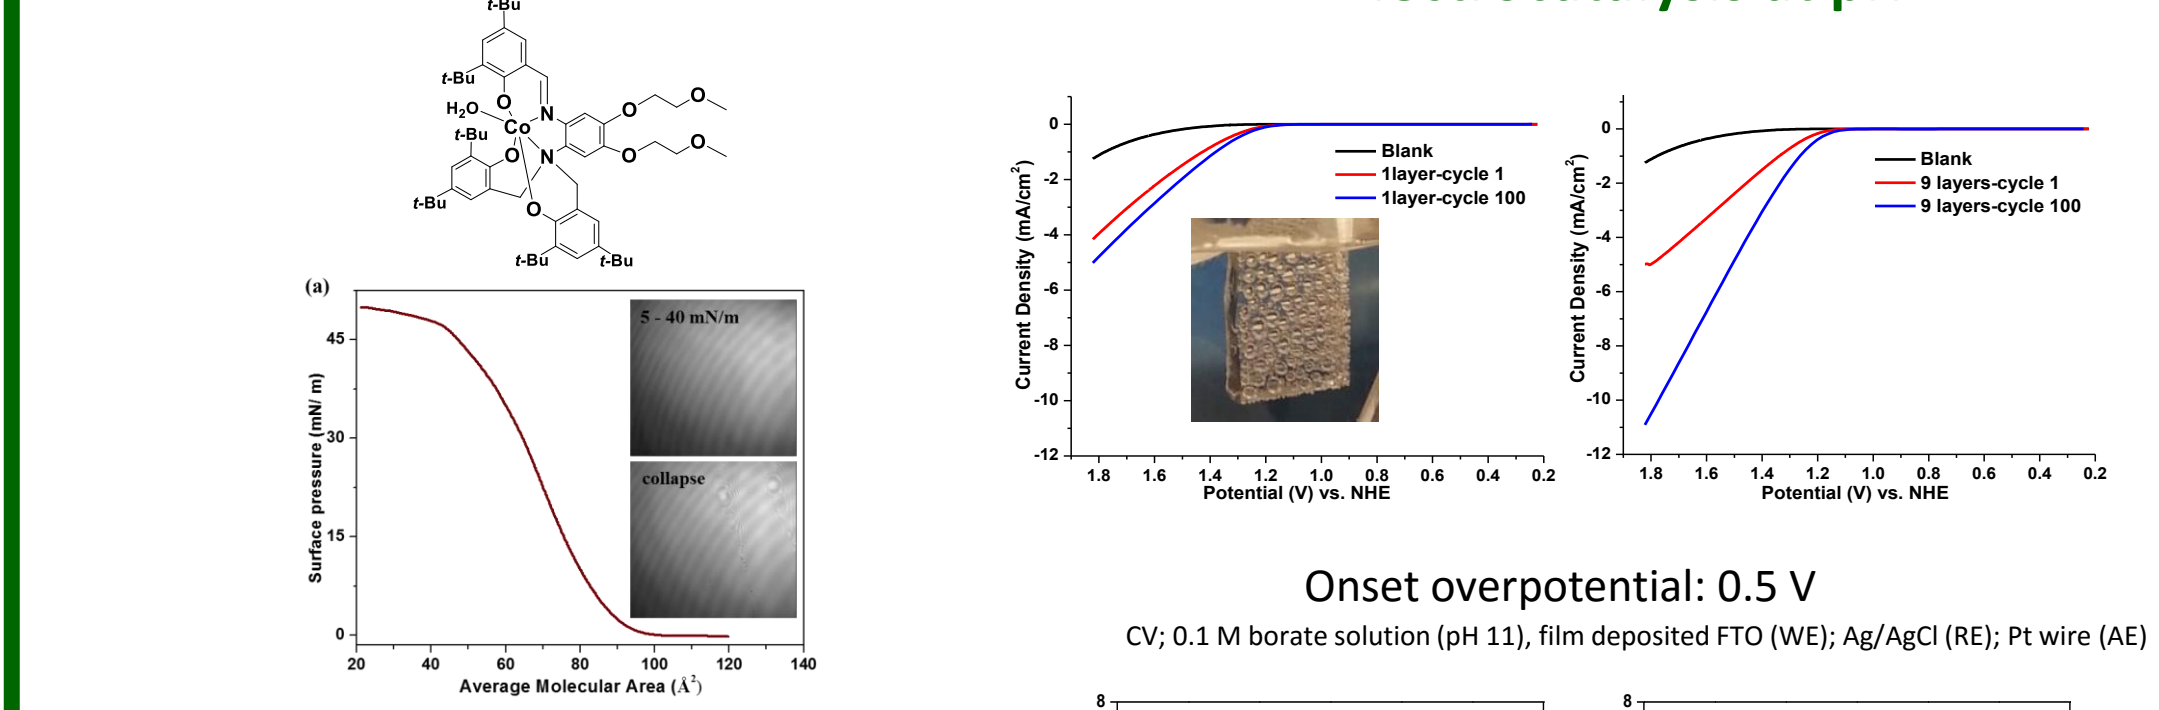 t-Bu
t-Bu
H₂O
O
N
Co
O
O
O
O
t-Bu
O
N
t-Bu
O
t-Bu
t-Bu
(a)
5 - 40 mN/m
collapse
45
30
15
0
Surface pressure (mN/ m)
20 40 60 80 100 120 140
Average Molecular Area (Å²)
0
-2
-4
-6
-8
-10
-12
Current Density (mA/cm²)
Blank
1layer-cycle 1
1layer-cycle 100
1.8 1.6 1.4 1.2 1.0 0.8 0.6 0.4 0.2
Potential (V) vs. NHE
0
-2
-4
-6
-8
-10
-12
Current Density (mA/cm²)
Blank
9 layers-cycle 1
9 layers-cycle 100
1.8 1.6 1.4 1.2 1.0 0.8 0.6 0.4 0.2
Potential (V) vs. NHE
Onset overpotential: 0.5 V
CV; 0.1 M borate solution (pH 11), film deposited FTO (WE); Ag/AgCl (RE); Pt wire (AE)
8
8